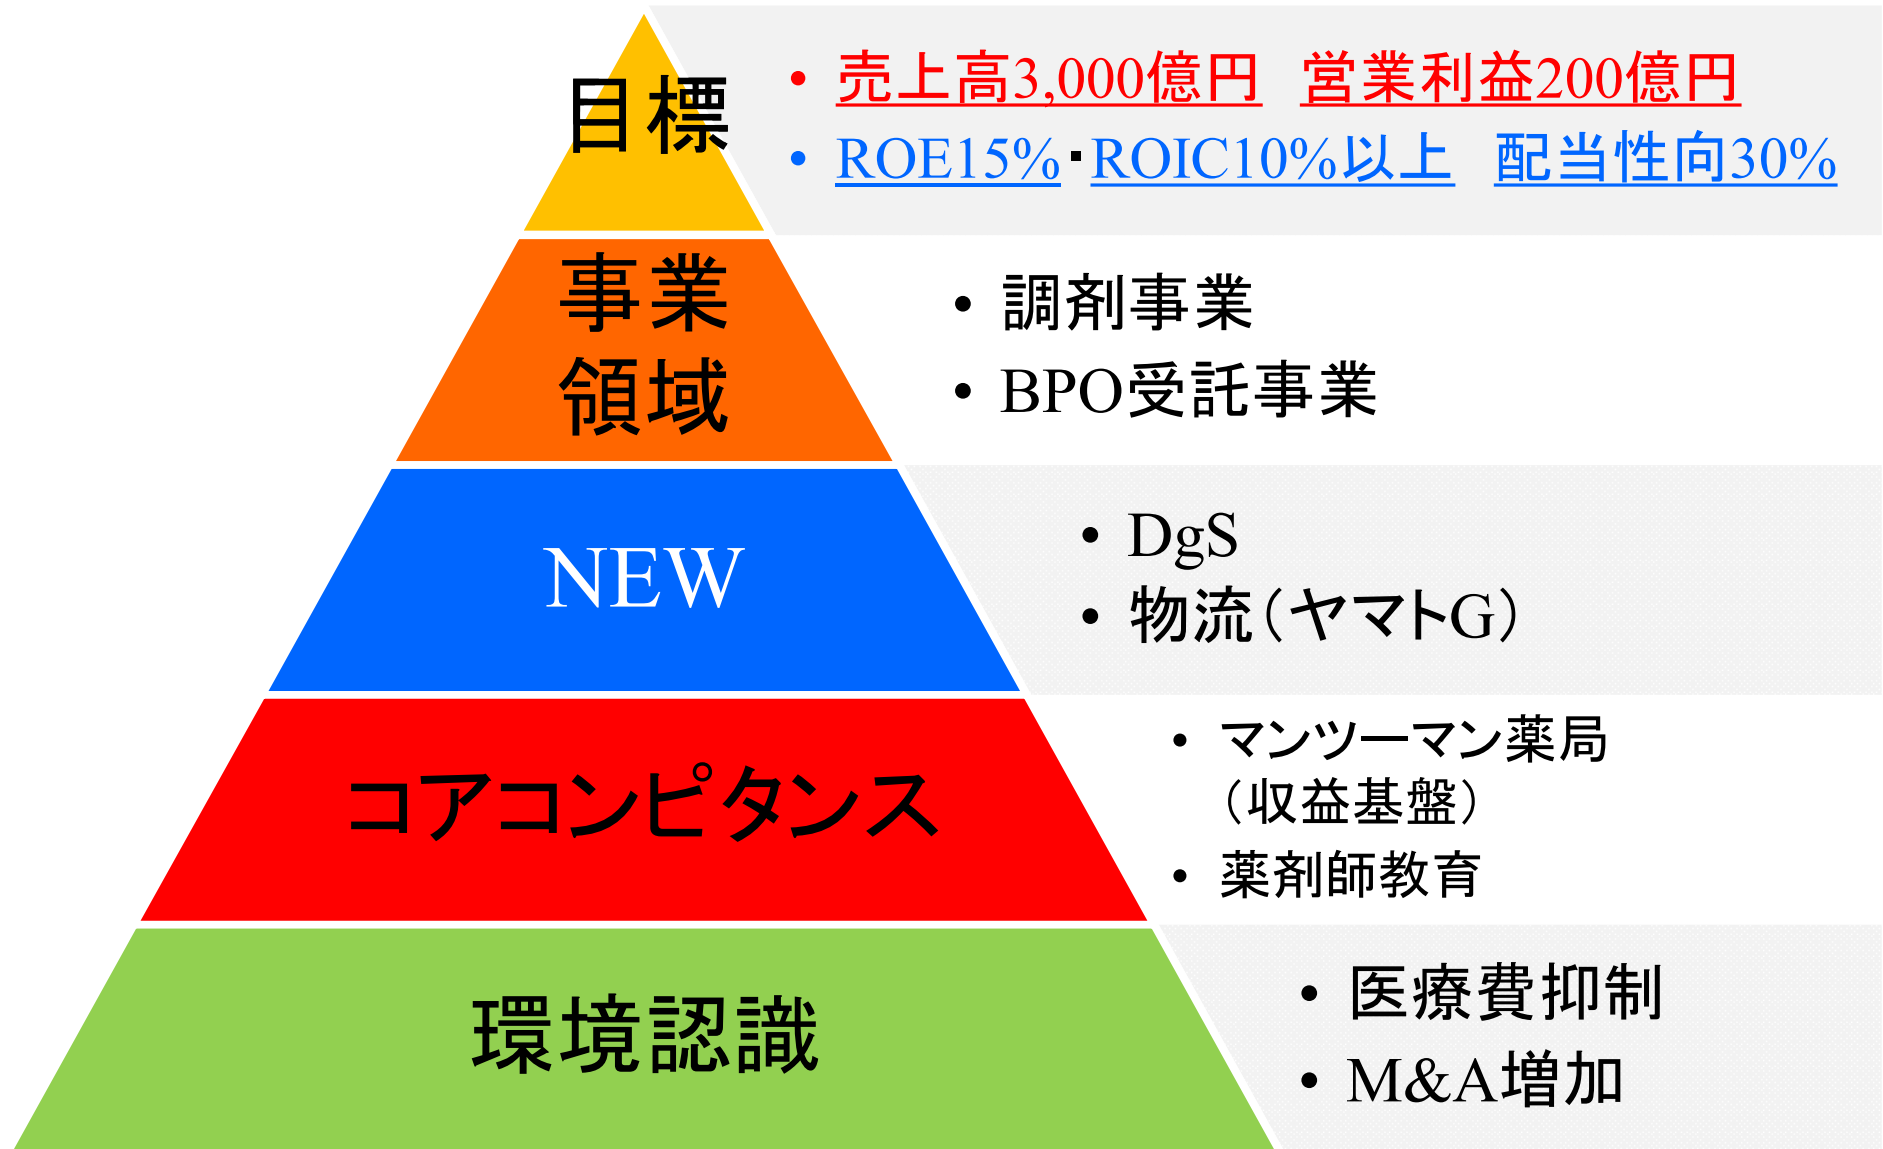 目標
• 売上高3,000億円　営業利益200億円
• ROE15%・ROIC10%以上　配当性向30%
事業
領域
• 調剤事業
• BPO受託事業
NEW
• DgS
• 物流（ヤマトG）
コアコンピタンス
• マンツーマン薬局
（収益基盤）
• 薬剤師教育
環境認識
• 医療費抑制
• M&A増加